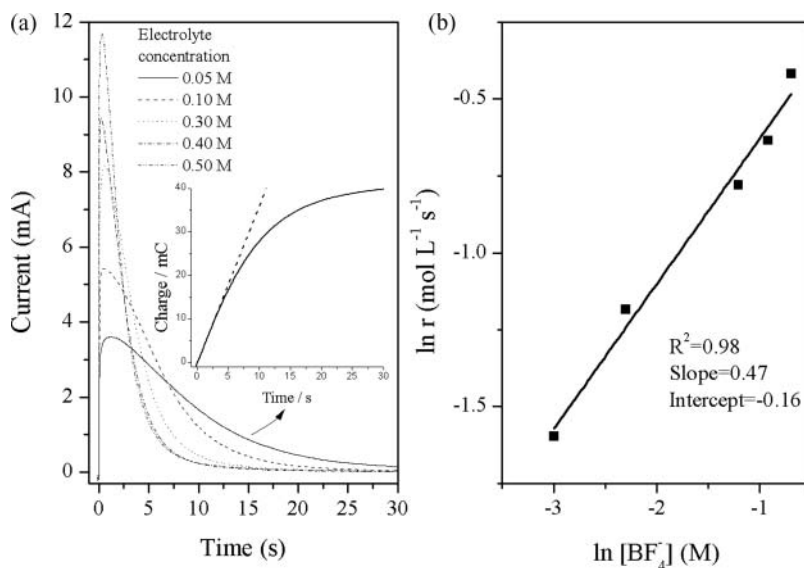 (a)
12
10
8
6
4
2
0
Current (mA)
Electrolyte
concentration
0.05 M
0.10 M
0.30 M
0.40 M
0.50 M
40
30
20
10
0
Charge / mC
0 5 10 15 20 25 30
Time / s
0 5 10 15 20 25 30
Time (s)
(b)
-0.5
-1.0
-1.5
ln r (mol L⁻¹ s⁻¹)
R²=0.98
Slope=0.47
Intercept=-0.16
-3 -2 -1
ln [BF₄⁻] (M)